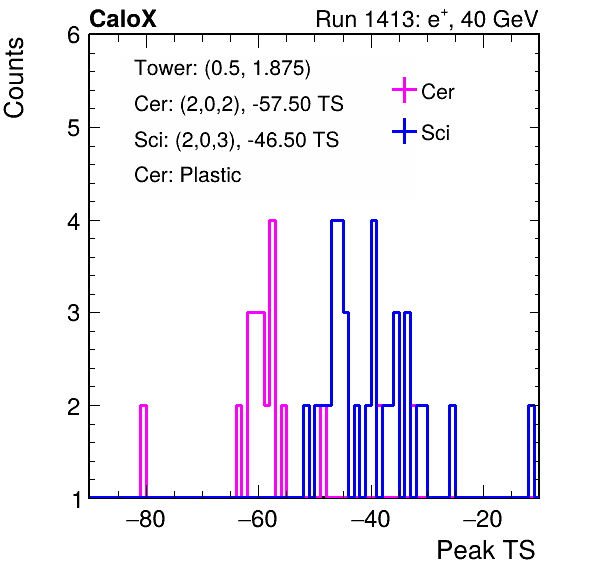 CaloX Run 1413: e⁺, 40 GeV
Counts
Tower: (0.5, 1.875)
Cer: (2,0,2), -57.50 TS
Sci: (2,0,3), -46.50 TS
Cer: Plastic
Cer
Sci
6
5
4
3
2
1
−80 −60 −40 −20
Peak TS